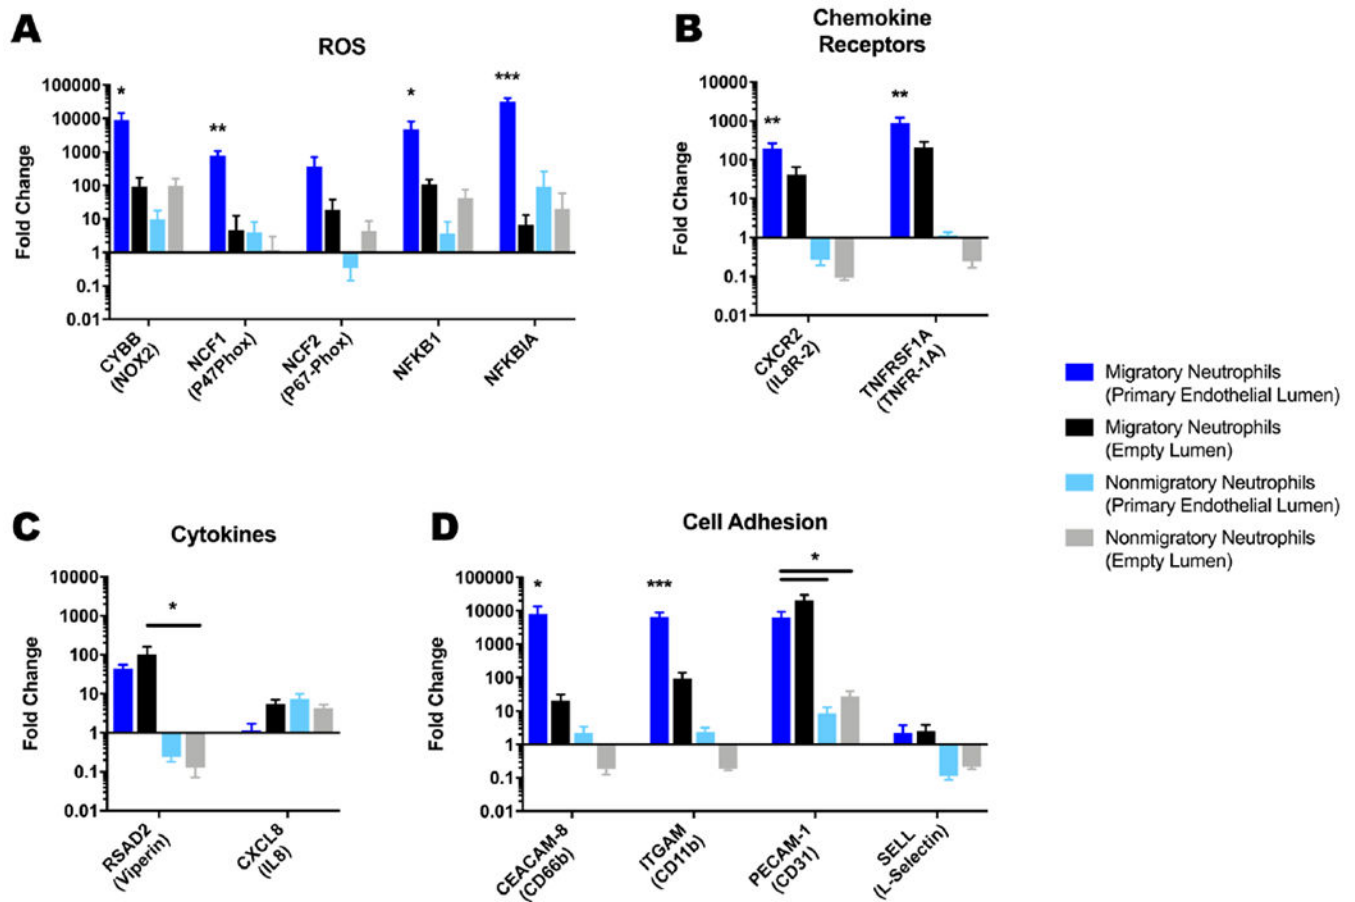 A
ROS
*
**
*
***
Fold Change
100000
10000
1000
100
10
1
0.1
0.01
CYBB
(NOX2)
NCF1
(P47Phox)
NCF2
(P67-Phox)
NFKB1
NFKBIA
B
Chemokine
Receptors
**
**
Fold Change
10000
1000
100
10
1
0.1
0.01
CXCR2
(IL8R-2)
TNFRSF1A
(TNFR-1A)
Migratory Neutrophils
(Primary Endothelial Lumen)
Migratory Neutrophils
(Empty Lumen)
Nonmigratory Neutrophils
(Primary Endothelial Lumen)
Nonmigratory Neutrophils
(Empty Lumen)
C
Cytokines
*
Fold Change
10000
1000
100
10
1
0.1
0.01
RSAD2
(Viperin)
CXCL8
(IL8)
D
Cell Adhesion
*
***
*
Fold Change
100000
10000
1000
100
10
1
0.1
0.01
CEACAM-8
(CD66b)
ITGAM
(CD11b)
PECAM-1
(CD31)
SELL
(L-Selectin)